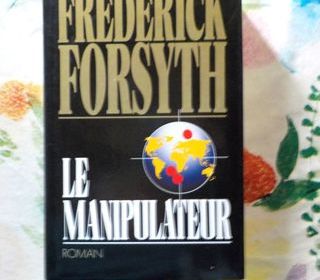 FREDERICK
FORSYTH
LE
MANIPULATEUR
ROMAN